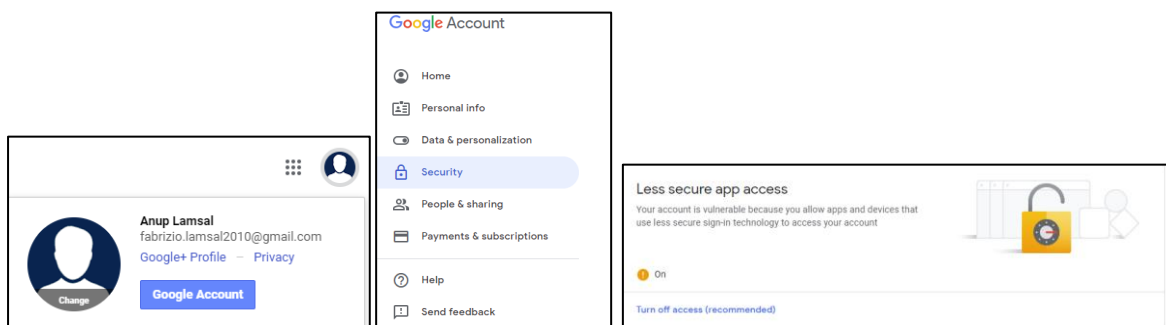 Anup Lamsal
fabrizio.lamsal2010@gmail.com
Google+ Profile – Privacy
Change
Google Account
Google Account
Home
Personal info
Data & personalization
Security
People & sharing
Payments & subscriptions
Help
Send feedback
Less secure app access
Your account is vulnerable because you allow apps and devices that
use less secure sign-in technology to access your account
On
Turn off access (recommended)